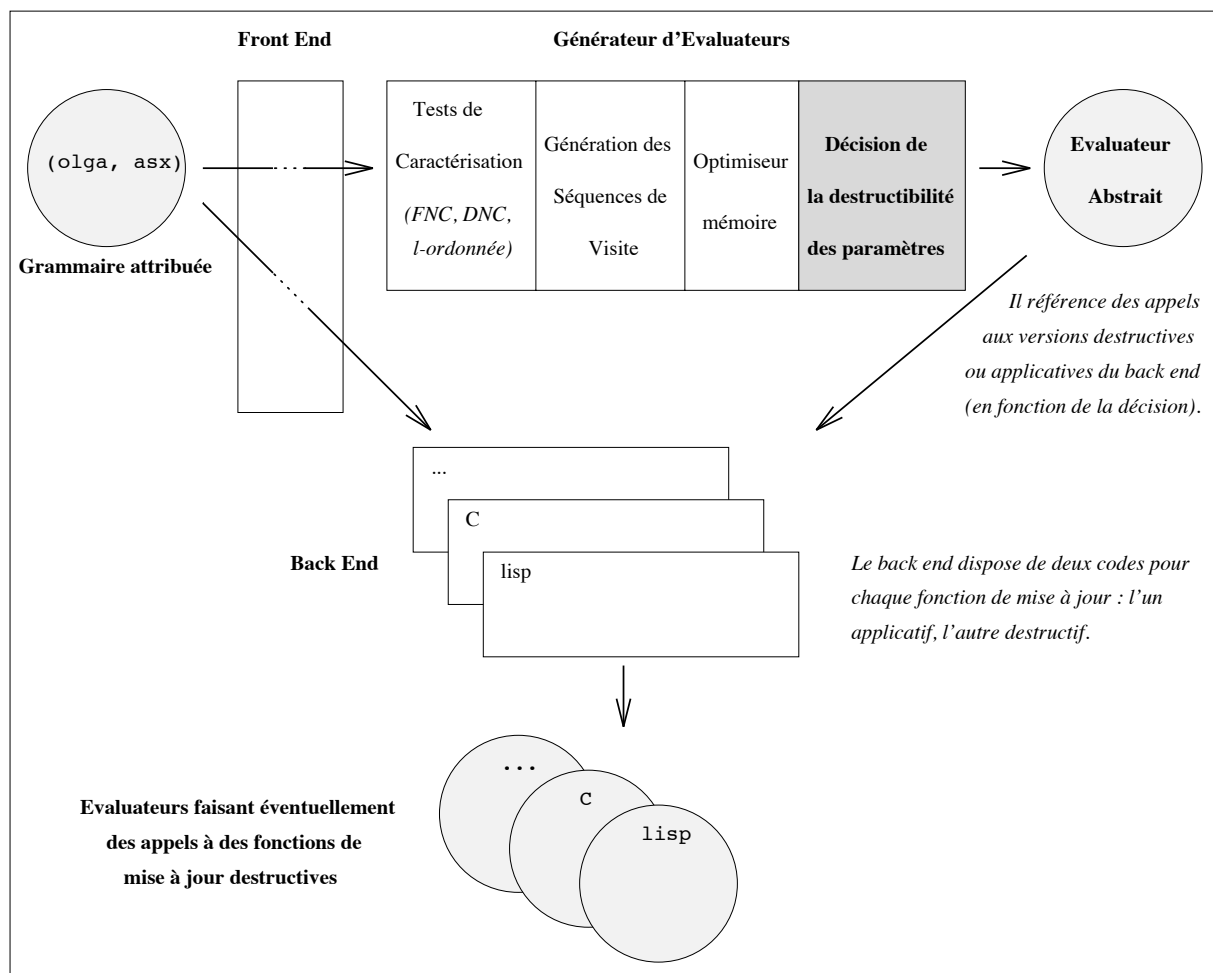 Front End
Générateur d'Evaluateurs
(olga, asx)
Grammaire attribuée
Tests de
Caractérisation
(FNC, DNC,
l-ordonnée)
Génération des
Séquences de
Visite
Optimiseur
mémoire
Décision de
la destructibilité
des paramètres
Evaluateur
Abstrait
Il référence des appels
aux versions destructives
ou applicatives du back end
(en fonction de la décision).
...
C
lisp
Back End
Le back end dispose de deux codes pour
chaque fonction de mise à jour : l'un
applicatif, l'autre destructif.
...
C
lisp
Evaluateurs faisant éventuellement
des appels à des fonctions de
mise à jour destructives